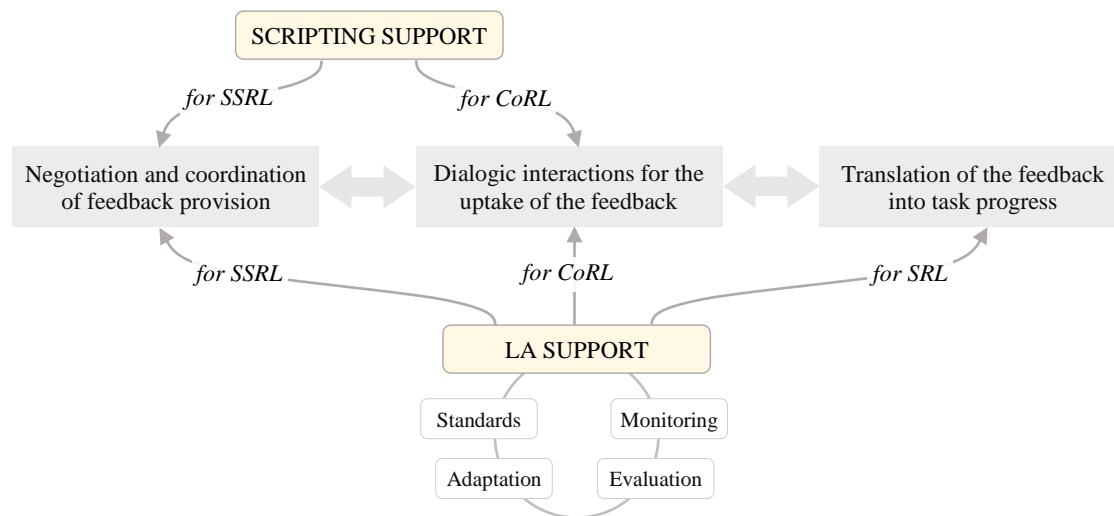 SCRIPTING SUPPORT
for SSRL
for CoRL
Negotiation and coordination
of feedback provision
Dialogic interactions for the
uptake of the feedback
Translation of the feedback
into task progress
for SSRL
for CoRL
for SRL
LA SUPPORT
Standards
Monitoring
Adaptation
Evaluation